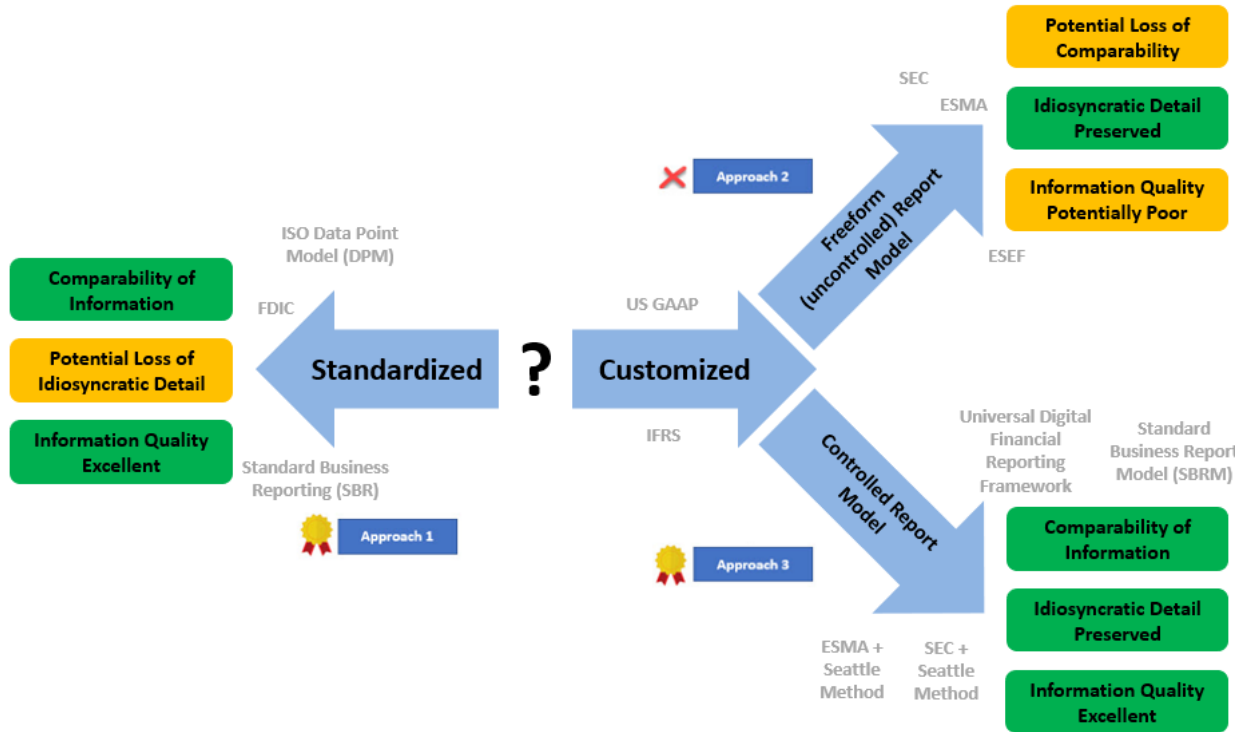 Potential Loss of
Comparability
SEC
ESMA
Idiosyncratic Detail
Preserved
Approach 2
Freeform
(uncontrolled) Report
Model
Information Quality
Potentially Poor
ISO Data Point
Model (DPM)
ESEF
Comparability of
Information
FDIC
US GAAP
Potential Loss of
Idiosyncratic Detail
Standardized
?
Customized
Information Quality
Excellent
IFRS
Standard Business
Reporting (SBR)
Universal Digital
Financial
Reporting
Framework
Standard
Business Report
Model (SBRM)
Controlled Report
Model
Approach 1
Approach 3
Comparability of
Information
Idiosyncratic Detail
Preserved
ESMA +
Seattle
Method
SEC +
Seattle
Method
Information Quality
Excellent